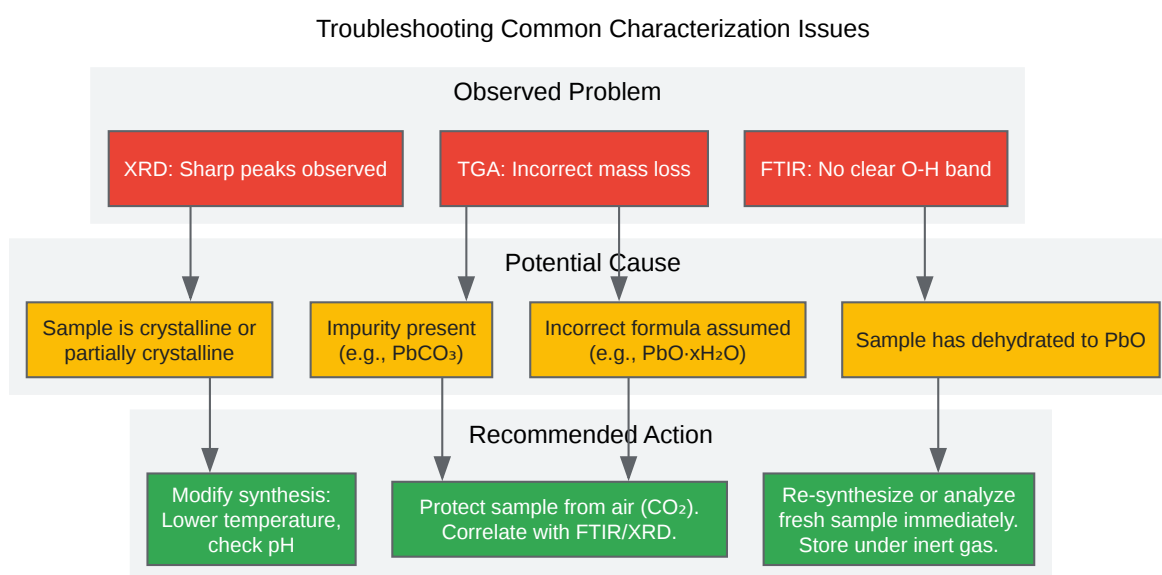 Troubleshooting Common Characterization Issues
Observed Problem
XRD: Sharp peaks observed
TGA: Incorrect mass loss
FTIR: No clear O-H band
Potential Cause
Sample is crystalline or
partially crystalline
Impurity present
(e.g., PbCO₃)
Incorrect formula assumed
(e.g., PbO·xH₂O)
Sample has dehydrated to PbO
Recommended Action
Modify synthesis:
Lower temperature,
check pH
Protect sample from air (CO₂).
Correlate with FTIR/XRD.
Re-synthesize or analyze
fresh sample immediately.
Store under inert gas.